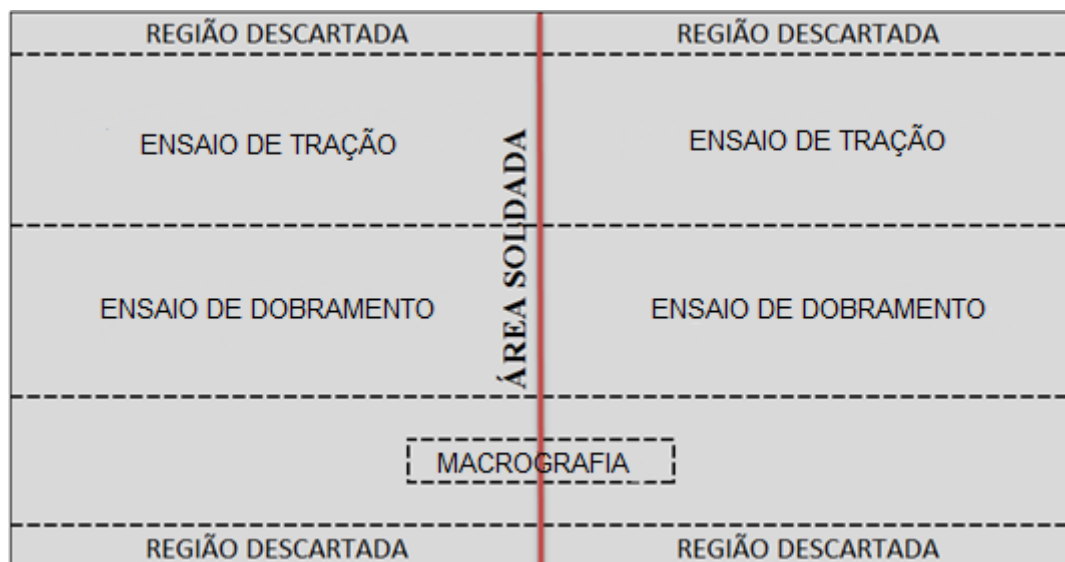 REGIÃO DESCARTADA REGIÃO DESCARTADA
ENSAIO DE TRAÇÃO ENSAIO DE TRAÇÃO
ÁREA SOLDADA
ENSAIO DE DOBRAMENTO ENSAIO DE DOBRAMENTO
MACROGRAFIA
REGIÃO DESCARTADA REGIÃO DESCARTADA